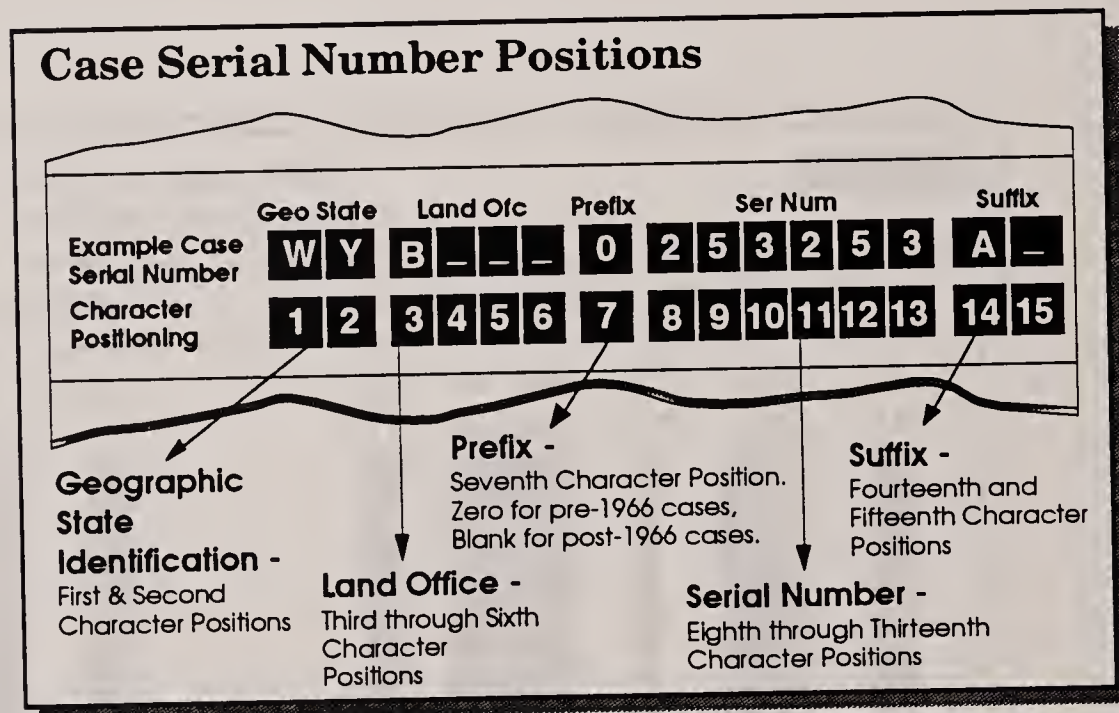 Case Serial Number Positions
Geo State Land Ofc Prefix Ser Num Suffix
Example Case
Serial Number
W Y B _ _ _ 0 2 5 3 2 5 3 A _
Character
Positioning
1 2 3 4 5 6 7 8 9 10 11 12 13 14 15
Geographic
State
Identification -
First & Second
Character Positions
Land Office -
Third through Sixth
Character
Positions
Prefix -
Seventh Character Position.
Zero for pre-1966 cases,
Blank for post-1966 cases.
Serial Number -
Eighth through Thirteenth
Character Positions
Suffix -
Fourteenth and
Fifteenth Character
Positions